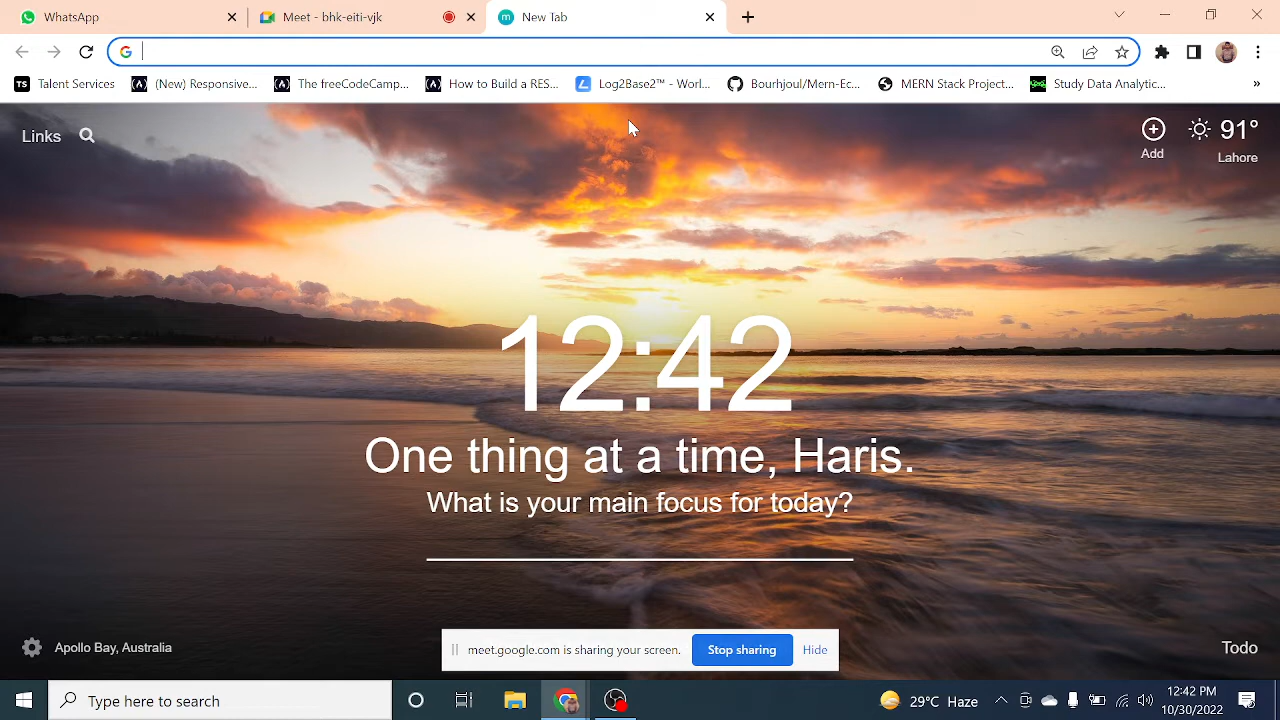 WhatsApp
Meet - bhk-eiti-vjk
New Tab
TS Talent Services
(New) Responsive...
The freeCodeCamp...
How to Build a RES...
Log2Base2™ - Worl...
Bourhjoul/Mern-Ec...
MERN Stack Project...
Study Data Analytic...
»
Links
Add
91°
Lahore
12:42
One thing at a time, Haris.
What is your main focus for today?
meet.google.com is sharing your screen.
Stop sharing
Hide
Apollo Bay, Australia
Todo
Type here to search
29°C Haze
12:42 PM
10/30/2022